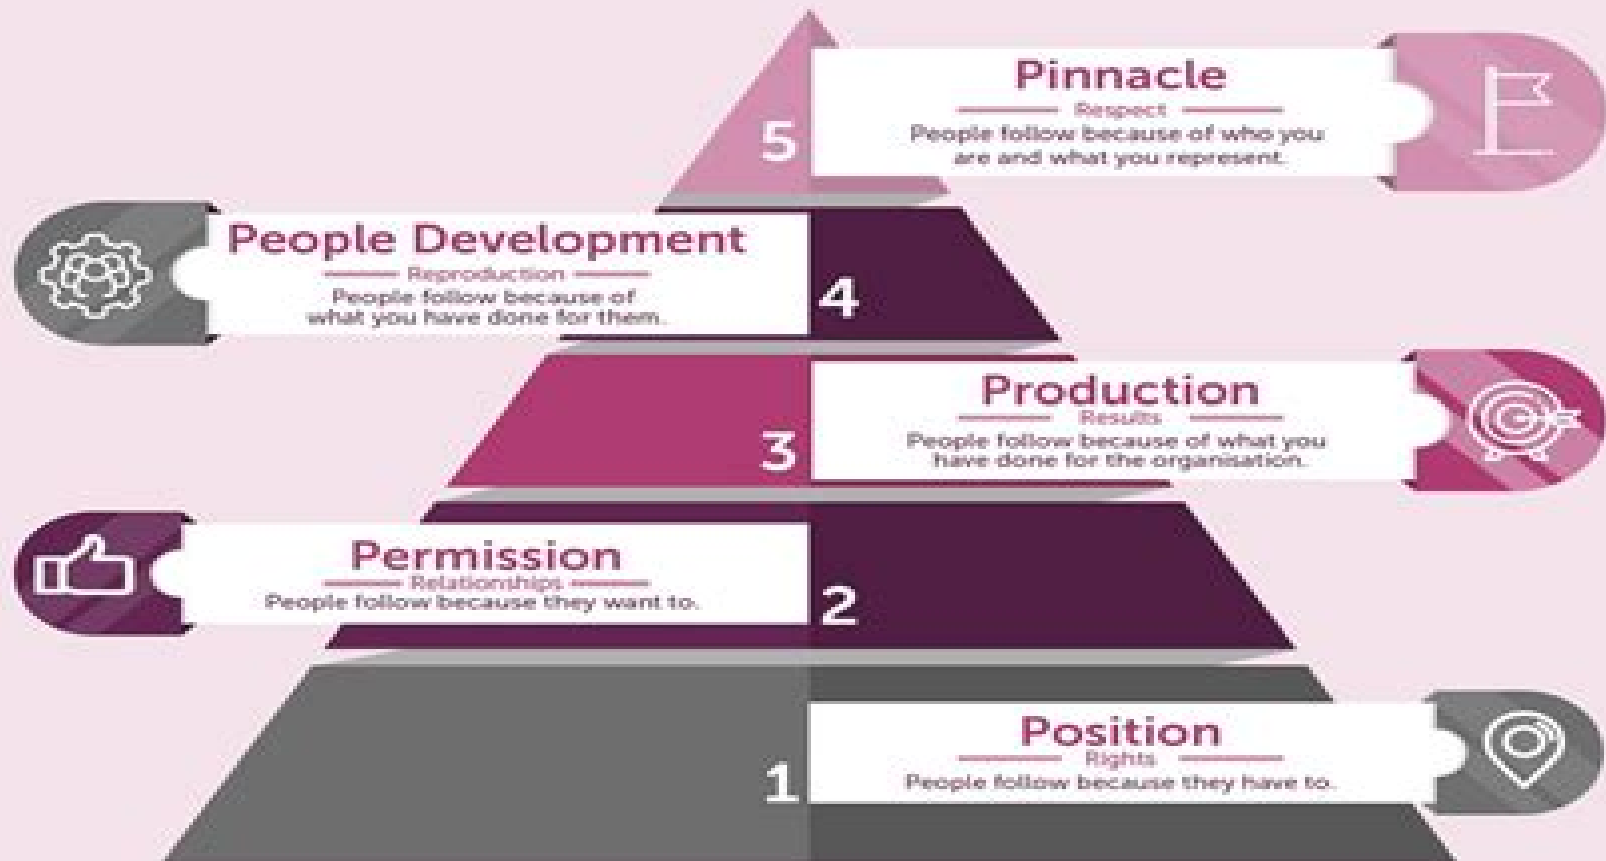 5
Pinnacle
Respect
People follow because of who you
are and what you represent.
People Development
Reproduction
People follow because of
what you have done for them.
4
3
Production
Results
People follow because of what you
have done for the organisation.
Permission
Relationships
People follow because they want to.
2
1
Position
Rights
People follow because they have to.